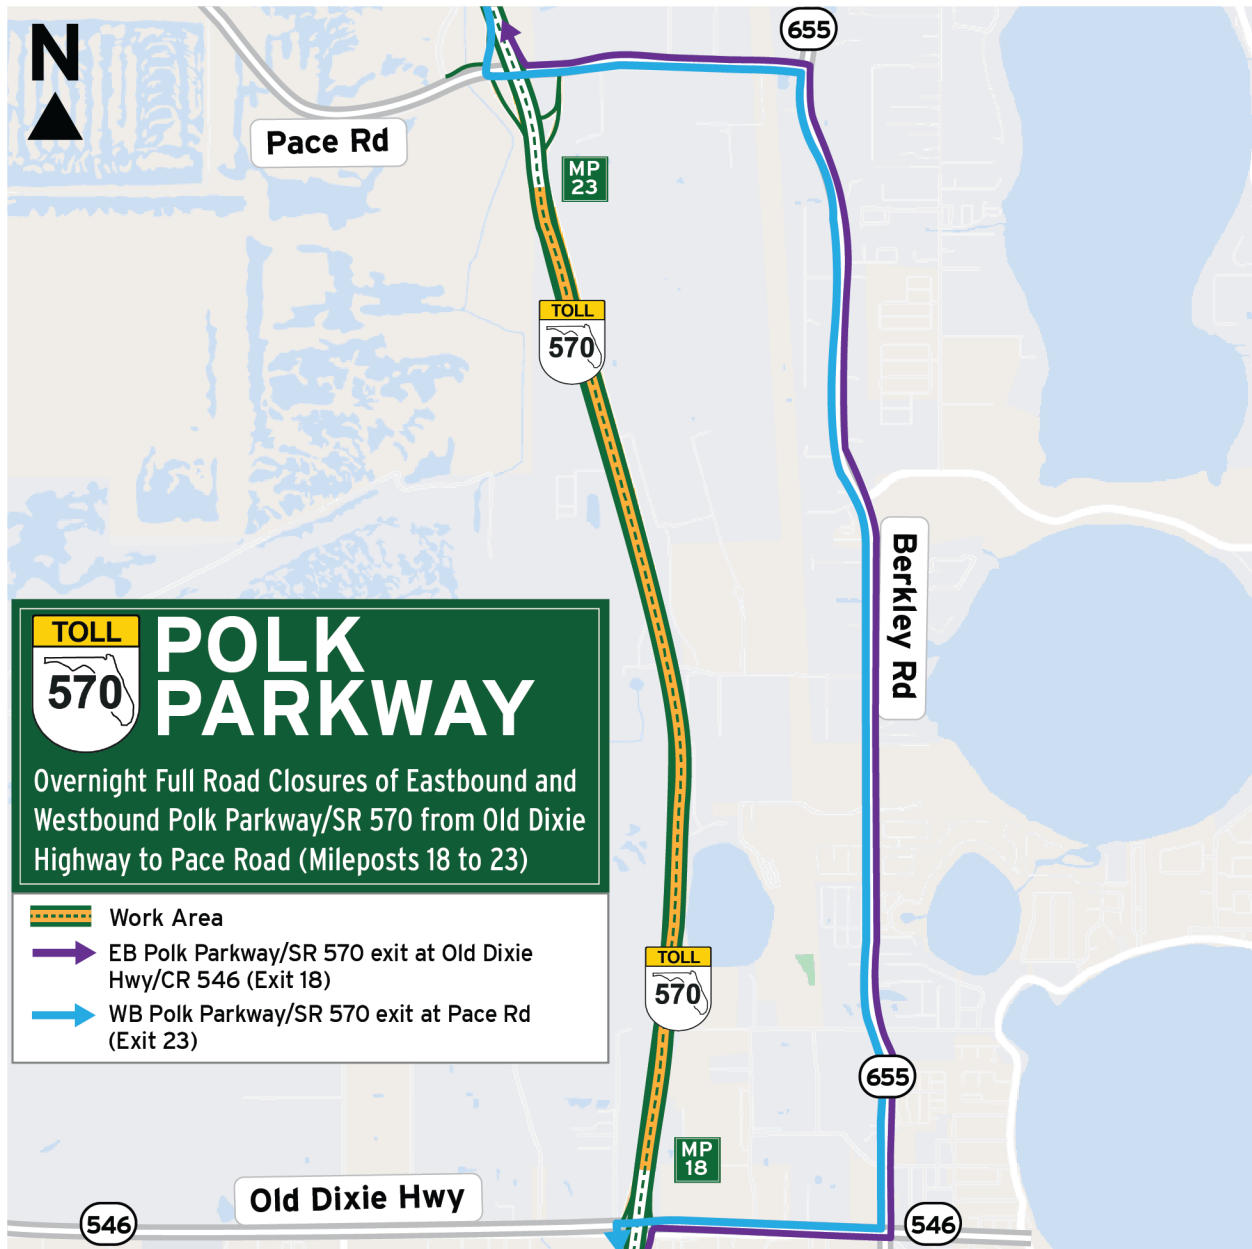 N
655
Pace Rd
MP
23
TOLL
570
Berkley Rd
TOLL
570
POLK
PARKWAY
Overnight Full Road Closures of Eastbound and
Westbound Polk Parkway/SR 570 from Old Dixie
Highway to Pace Road (Mileposts 18 to 23)
Work Area
EB Polk Parkway/SR 570 exit at Old Dixie
Hwy/CR 546 (Exit 18)
WB Polk Parkway/SR 570 exit at Pace Rd
(Exit 23)
TOLL
570
655
MP
18
Old Dixie Hwy
546
546